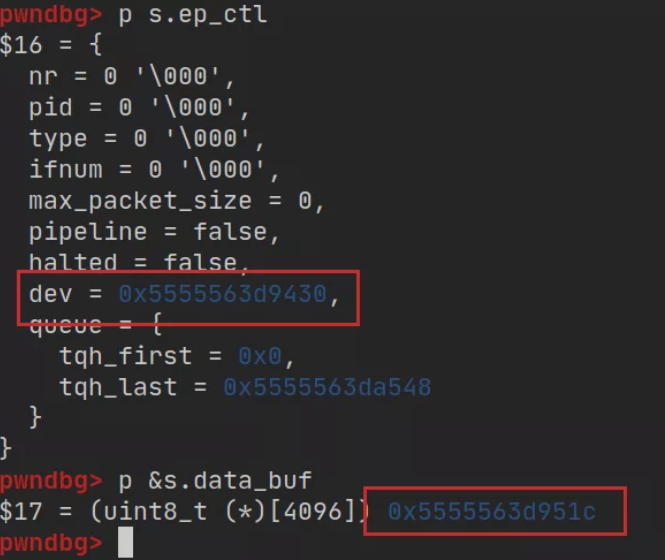 pwndbg> p s.ep_ctl
$16 = {
  nr = 0 '\000',
  pid = 0 '\000',
  type = 0 '\000',
  ifnum = 0 '\000',
  max_packet_size = 0,
  pipeline = false,
  halted = false,
  dev = 0x5555563d9430,
  queue = {
    tqh_first = 0x0,
    tqh_last = 0x5555563da548
  }
}
pwndbg> p &s.data_buf
$17 = (uint8_t (*)[4096]) 0x5555563d951c
pwndbg>